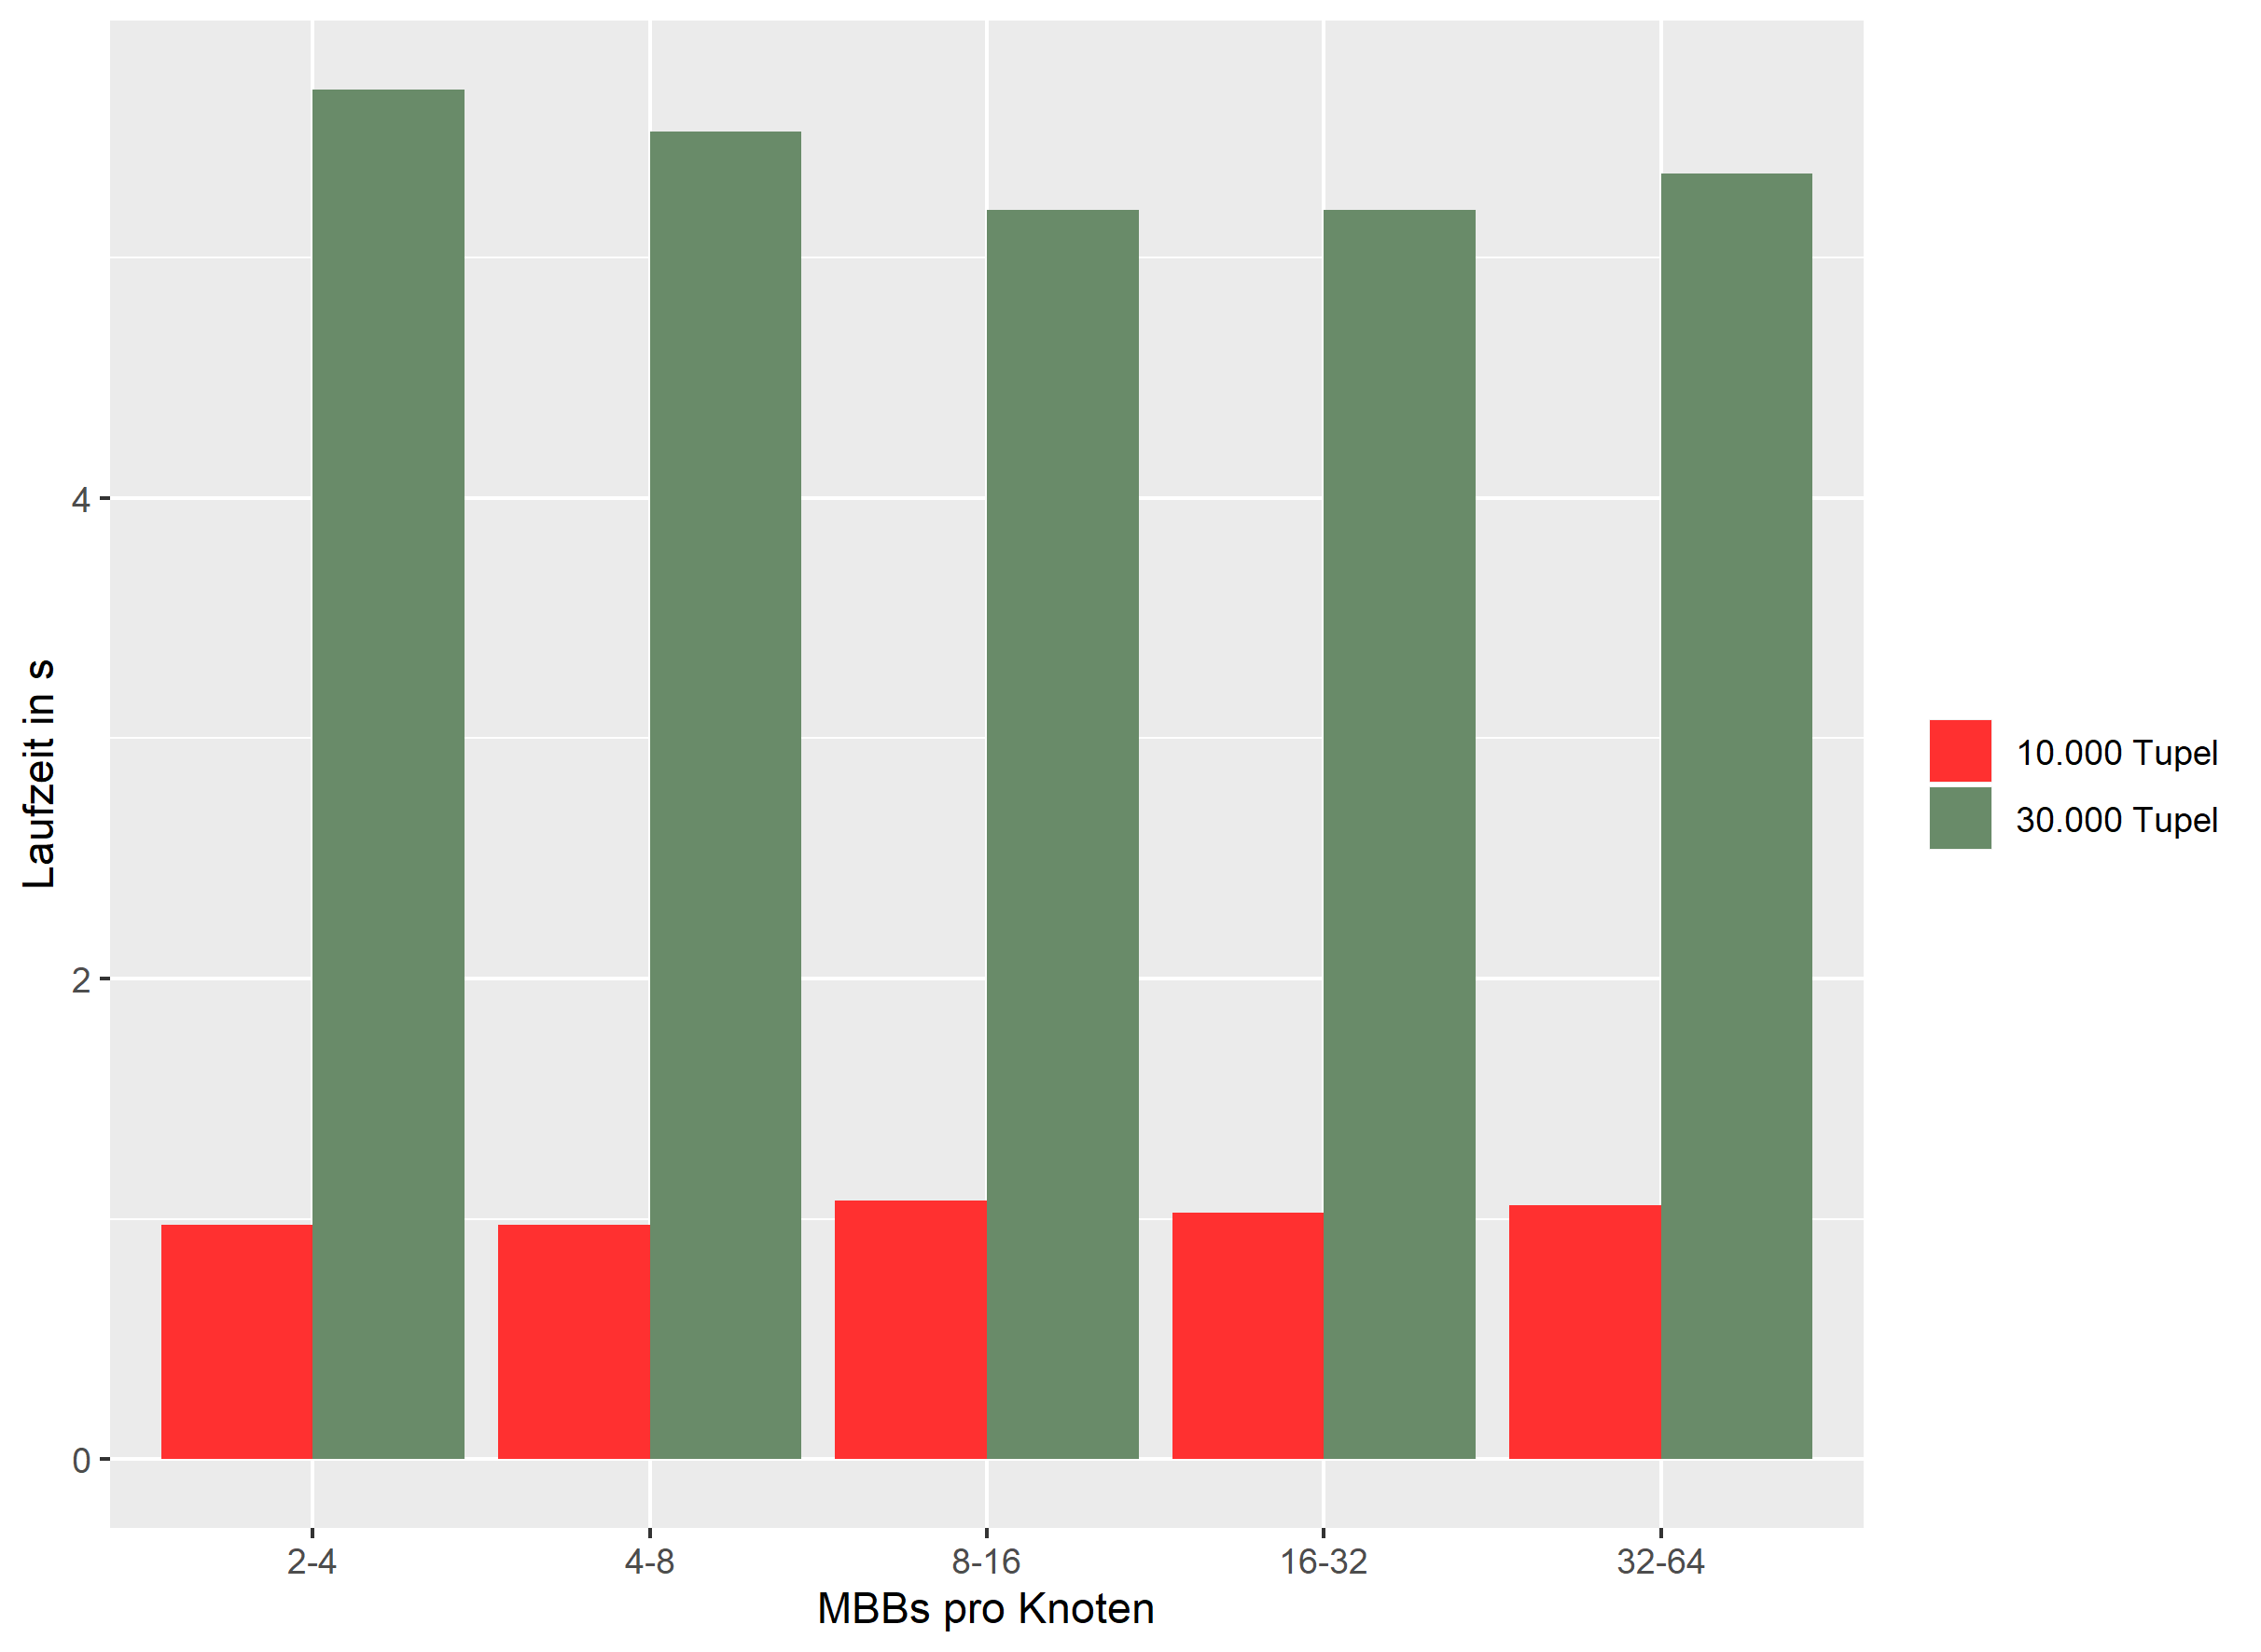 Laufzeit in s
4
2
0
2-4
4-8
8-16
16-32
32-64
MBBs pro Knoten
10.000 Tupel
30.000 Tupel